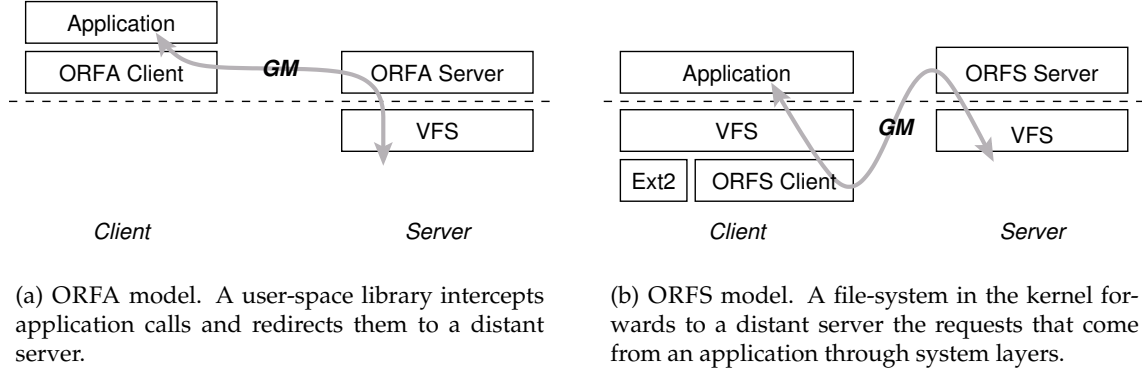 Application
ORFA Client
GM
ORFA Server
VFS
Client
Server
(a) ORFA model. A user-space library intercepts
application calls and redirects them to a distant
server.
Application
ORFS Server
VFS
GM
VFS
Ext2
ORFS Client
Client
Server
(b) ORFS model. A file-system in the kernel for-
wards to a distant server the requests that come
from an application through system layers.